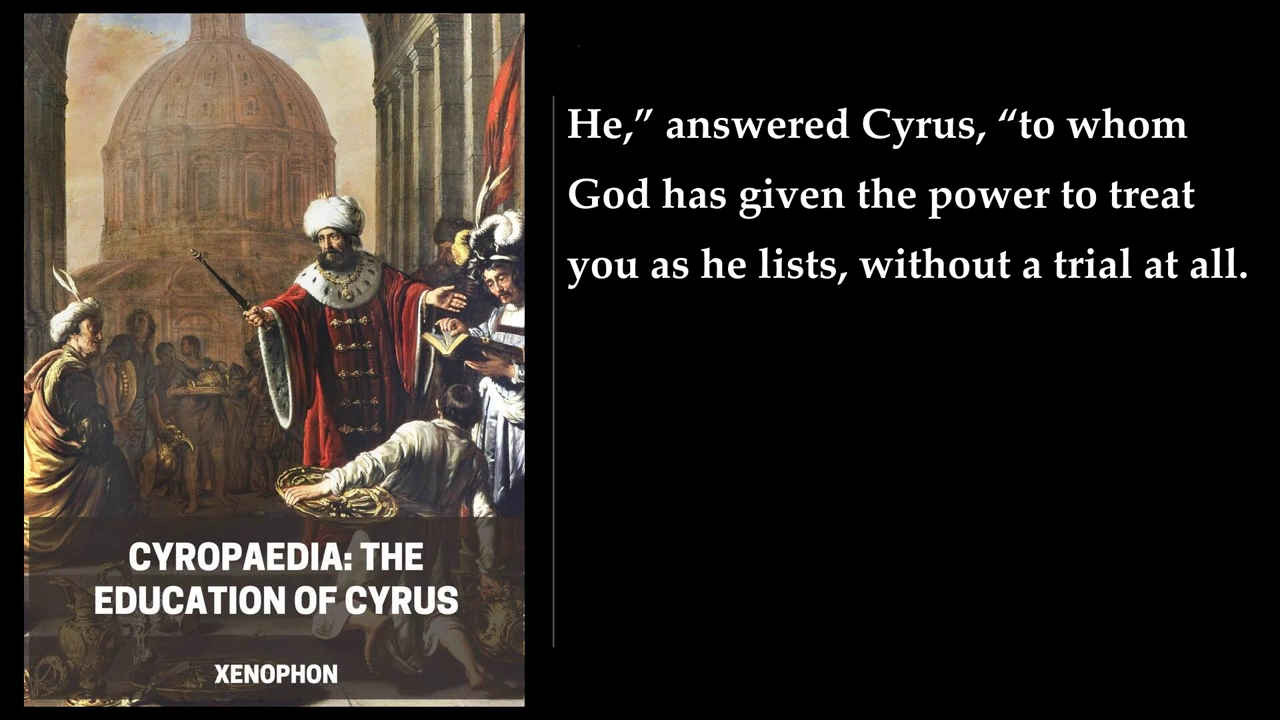 He,” answered Cyrus, “to whom
God has given the power to treat
you as he lists, without a trial at all.
CYROPAEDIA: THE
EDUCATION OF CYRUS
XENOPHON